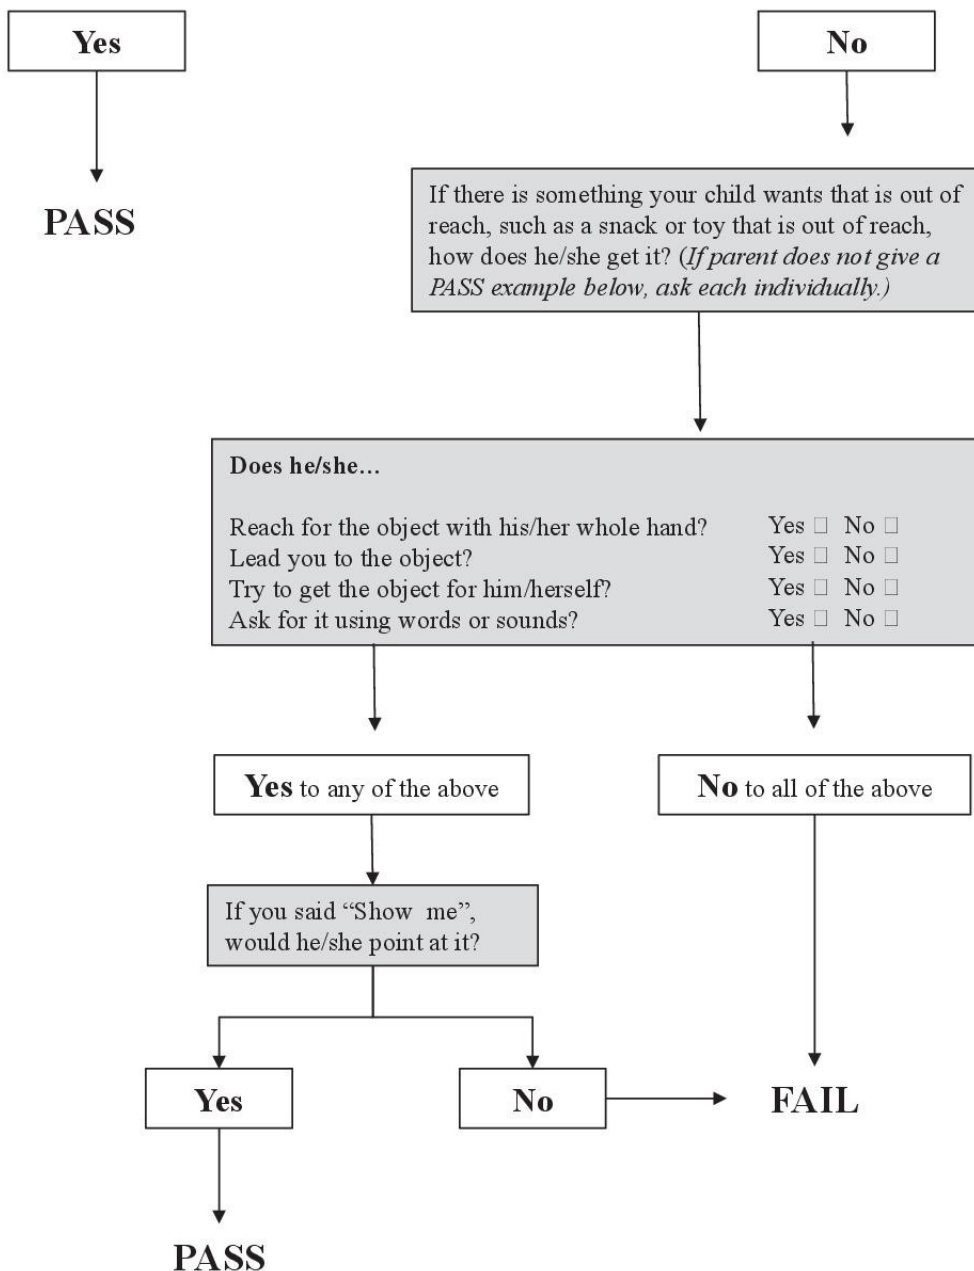 Yes
No
PASS
If there is something your child wants that is out of
reach, such as a snack or toy that is out of reach,
how does he/she get it? (If parent does not give a
PASS example below, ask each individually.)
Does he/she…
Reach for the object with his/her whole hand? Yes □ No □
Lead you to the object? Yes □ No □
Try to get the object for him/herself? Yes □ No □
Ask for it using words or sounds? Yes □ No □
Yes to any of the above
No to all of the above
If you said “Show me”,
would he/she point at it?
Yes
No
FAIL
PASS